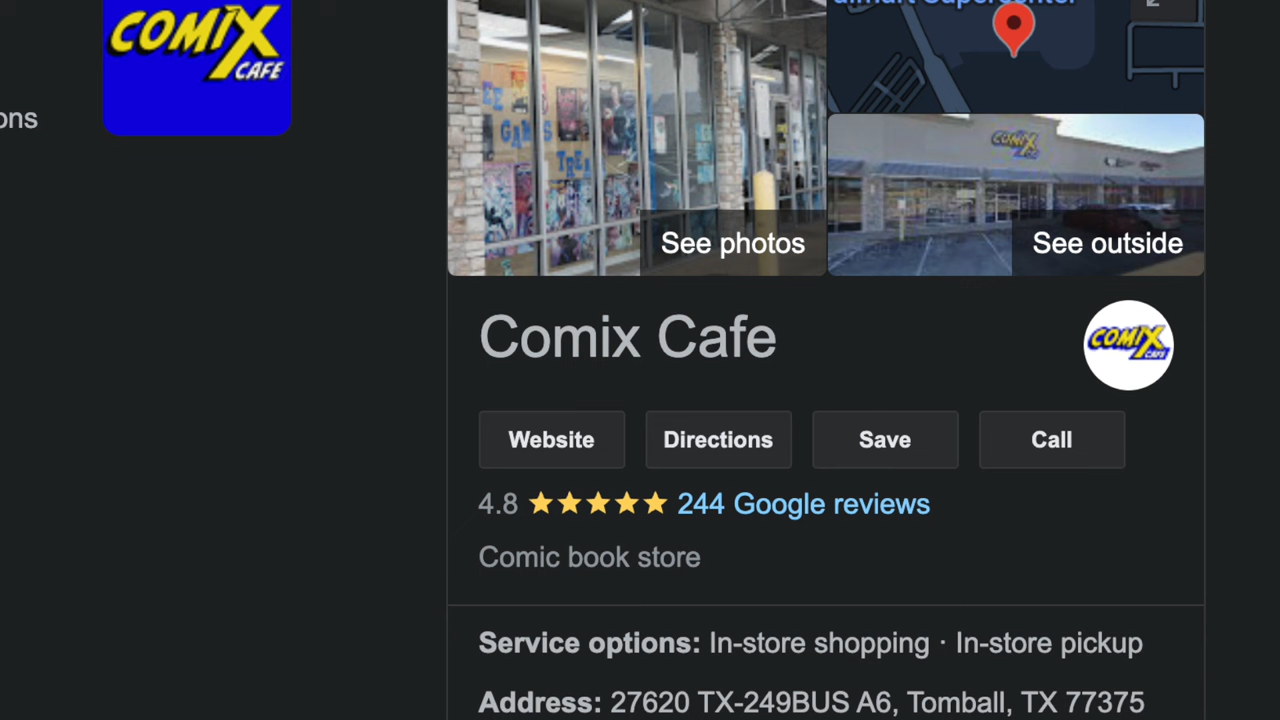 COMIX
CAFE
ons
GAMES
See photos
COMIX
See outside
Comix Cafe
COMIX
CAFE
Website
Directions
Save
Call
4.8 ★★★★★ 244 Google reviews
Comic book store
Service options: In-store shopping · In-store pickup
Address: 27620 TX-249BUS A6, Tomball, TX 77375